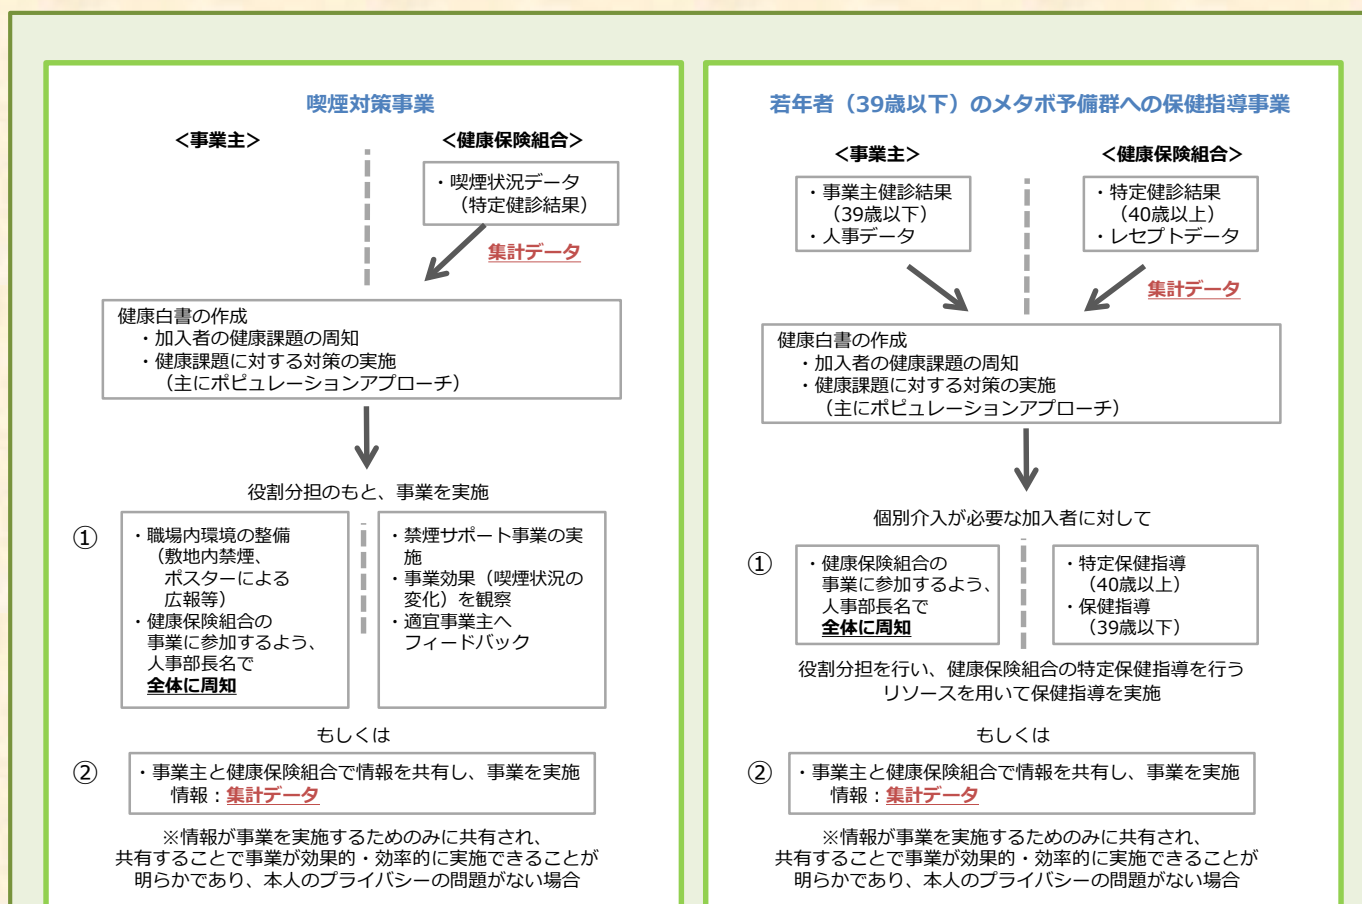 喫煙対策事業
<事業主>
<健康保険組合>
・喫煙状況データ
（特定健診結果）
集計データ
健康白書の作成
・加入者の健康課題の周知
・健康課題に対する対策の実施
（主にポピュレーションアプローチ）
役割分担のもと、事業を実施
①
・職場内環境の整備
（敷地内禁煙、
ポスターによる
広報等）
・健康保険組合の
事業に参加するよう、
人事部長名で
全体に周知
・禁煙サポート事業の実
施
・事業効果（喫煙状況の
変化）を観察
・適宜事業主へ
フィードバック
もしくは
②
・事業主と健康保険組合で情報を共有し、事業を実施
情報：集計データ
※情報が事業を実施するためのみに共有され、
共有することで事業が効果的・効率的に実施できることが
明らかであり、本人のプライバシーの問題がない場合
若年者（39歳以下）のメタボ予備群への保健指導事業
<事業主>
<健康保険組合>
・事業主健診結果
（39歳以下）
・人事データ
・特定健診結果
（40歳以上）
・レセプトデータ
集計データ
健康白書の作成
・加入者の健康課題の周知
・健康課題に対する対策の実施
（主にポピュレーションアプローチ）
個別介入が必要な加入者に対して
①
・健康保険組合の
事業に参加するよう、
人事部長名で
全体に周知
・特定保健指導
（40歳以上）
・保健指導
（39歳以下）
役割分担を行い、健康保険組合の特定保健指導を行う
リソースを用いて保健指導を実施
もしくは
②
・事業主と健康保険組合で情報を共有し、事業を実施
情報：集計データ
※情報が事業を実施するためのみに共有され、
共有することで事業が効果的・効率的に実施できることが
明らかであり、本人のプライバシーの問題がない場合